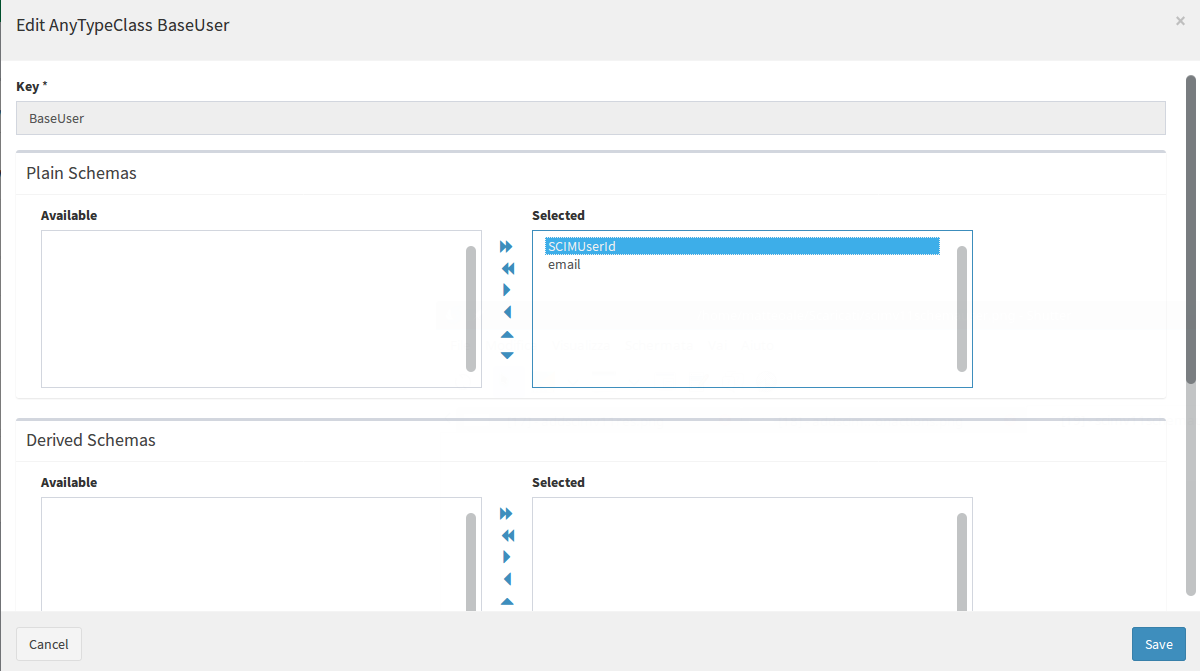 Edit AnyTypeClass BaseUser
×
Key *
BaseUser
Plain Schemas
Available
Selected
SCIMUserId
email
Derived Schemas
Available
Selected
Cancel
Save